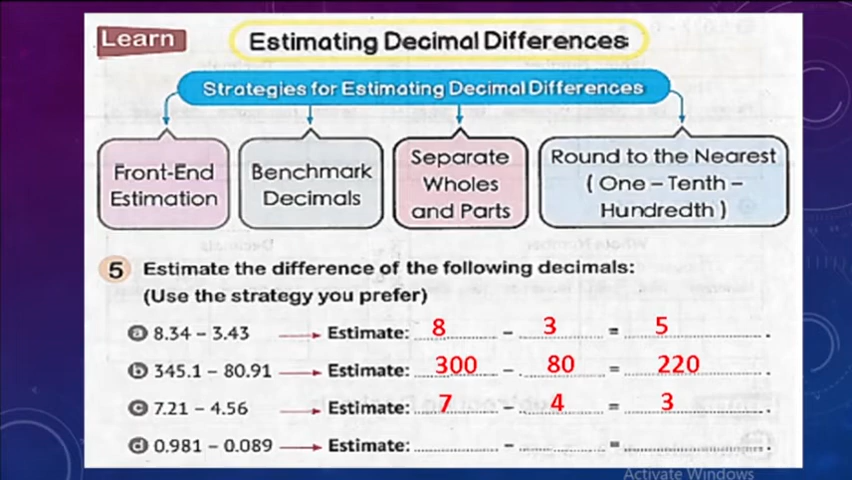 Learn
Estimating Decimal Differences
Strategies for Estimating Decimal Differences
Front-End
Estimation
Benchmark
Decimals
Separate
Wholes
and Parts
Round to the Nearest
( One – Tenth –
Hundredth )
5 Estimate the difference of the following decimals:
(Use the strategy you prefer)
a 8.34 – 3.43 Estimate: 8 – 3 = 5 .
b 345.1 – 80.91 Estimate: 300 – 80 = 220 .
c 7.21 – 4.56 Estimate: 7 – 4 = 3 .
d 0.981 – 0.089 Estimate: ............ – ............ = ............ .
Activate Windows